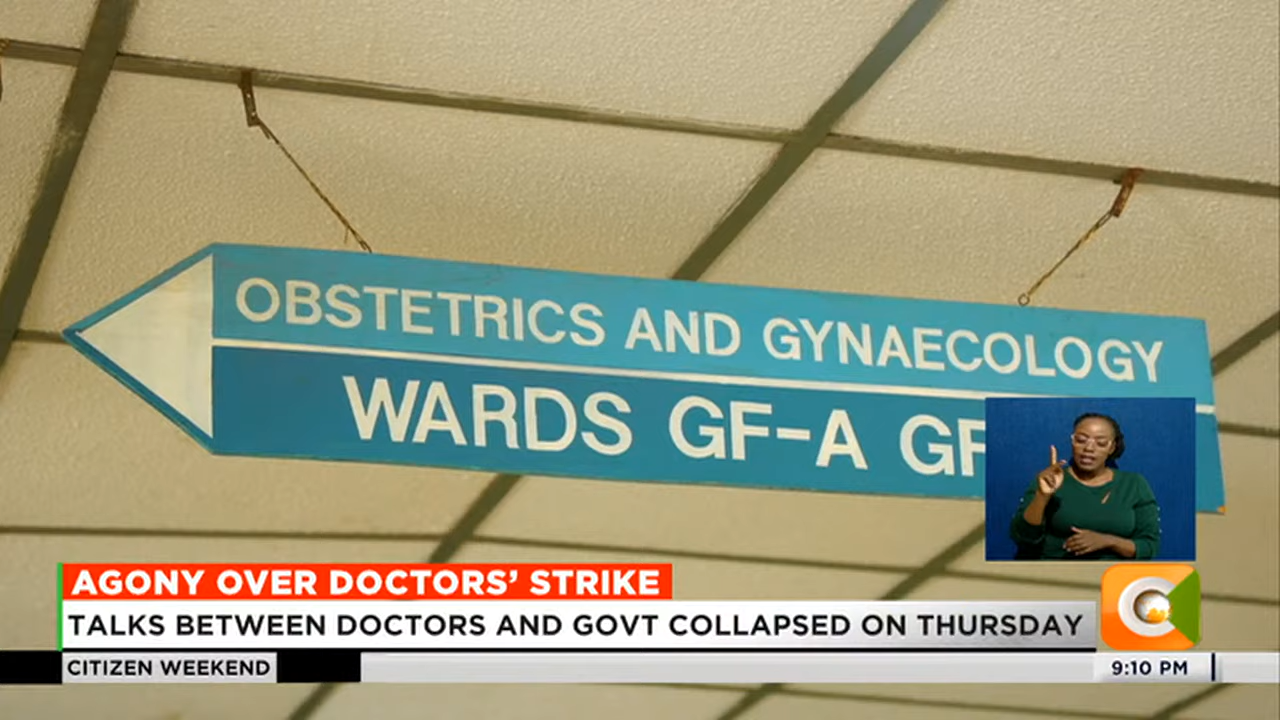 OBSTETRICS AND GYNAECOLOGY
WARDS GF-A
AGONY OVER DOCTORS' STRIKE
TALKS BETWEEN DOCTORS AND GOVT COLLAPSED ON THURSDAY
CITIZEN WEEKEND
9:10 PM